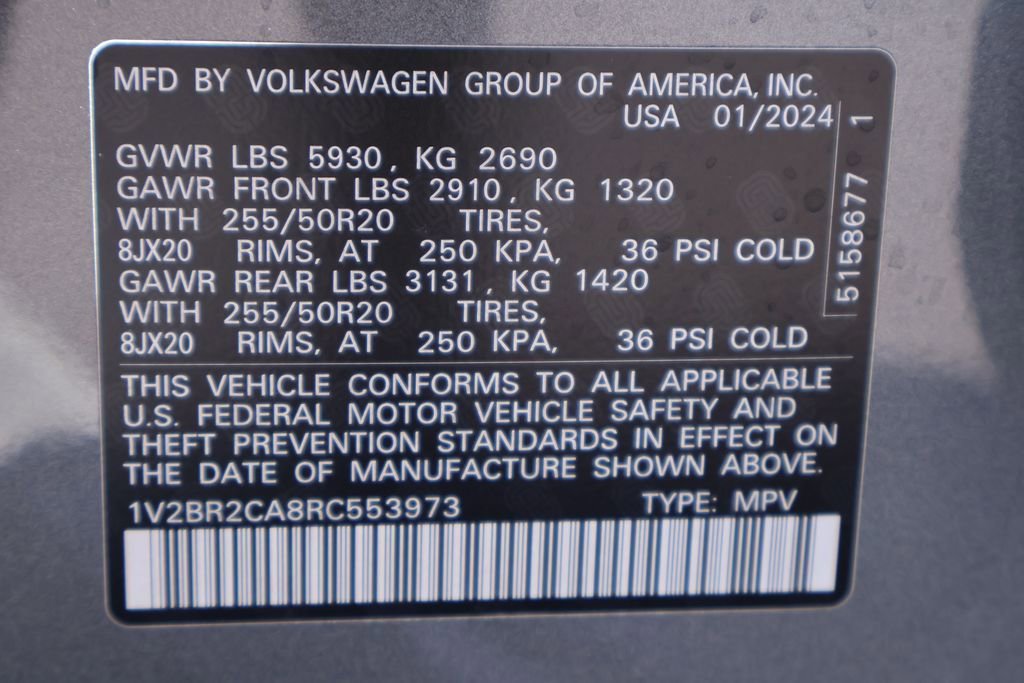 MFD BY VOLKSWAGEN GROUP OF AMERICA, INC.
USA 01/2024
GVWR LBS 5930, KG 2690
GAWR FRONT LBS 2910, KG 1320
WITH 255/50R20 TIRES,
8JX20 RIMS, AT 250 KPA, 36 PSI COLD
GAWR REAR LBS 3131, KG 1420
WITH 255/50R20 TIRES,
8JX20 RIMS, AT 250 KPA, 36 PSI COLD
THIS VEHICLE CONFORMS TO ALL APPLICABLE
U.S. FEDERAL MOTOR VEHICLE SAFETY AND
THEFT PREVENTION STANDARDS IN EFFECT ON
THE DATE OF MANUFACTURE SHOWN ABOVE.
1V2BR2CA8RC553973 TYPE: MPV
5158677 1